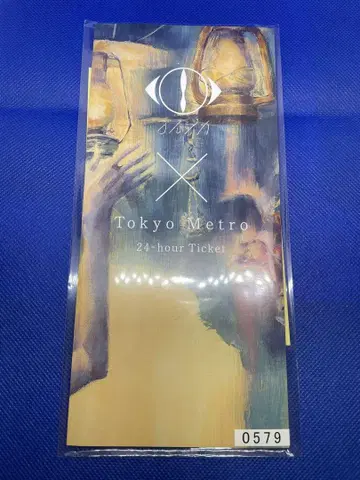 ×
Tokyo Metro
24-hour Ticket
0579